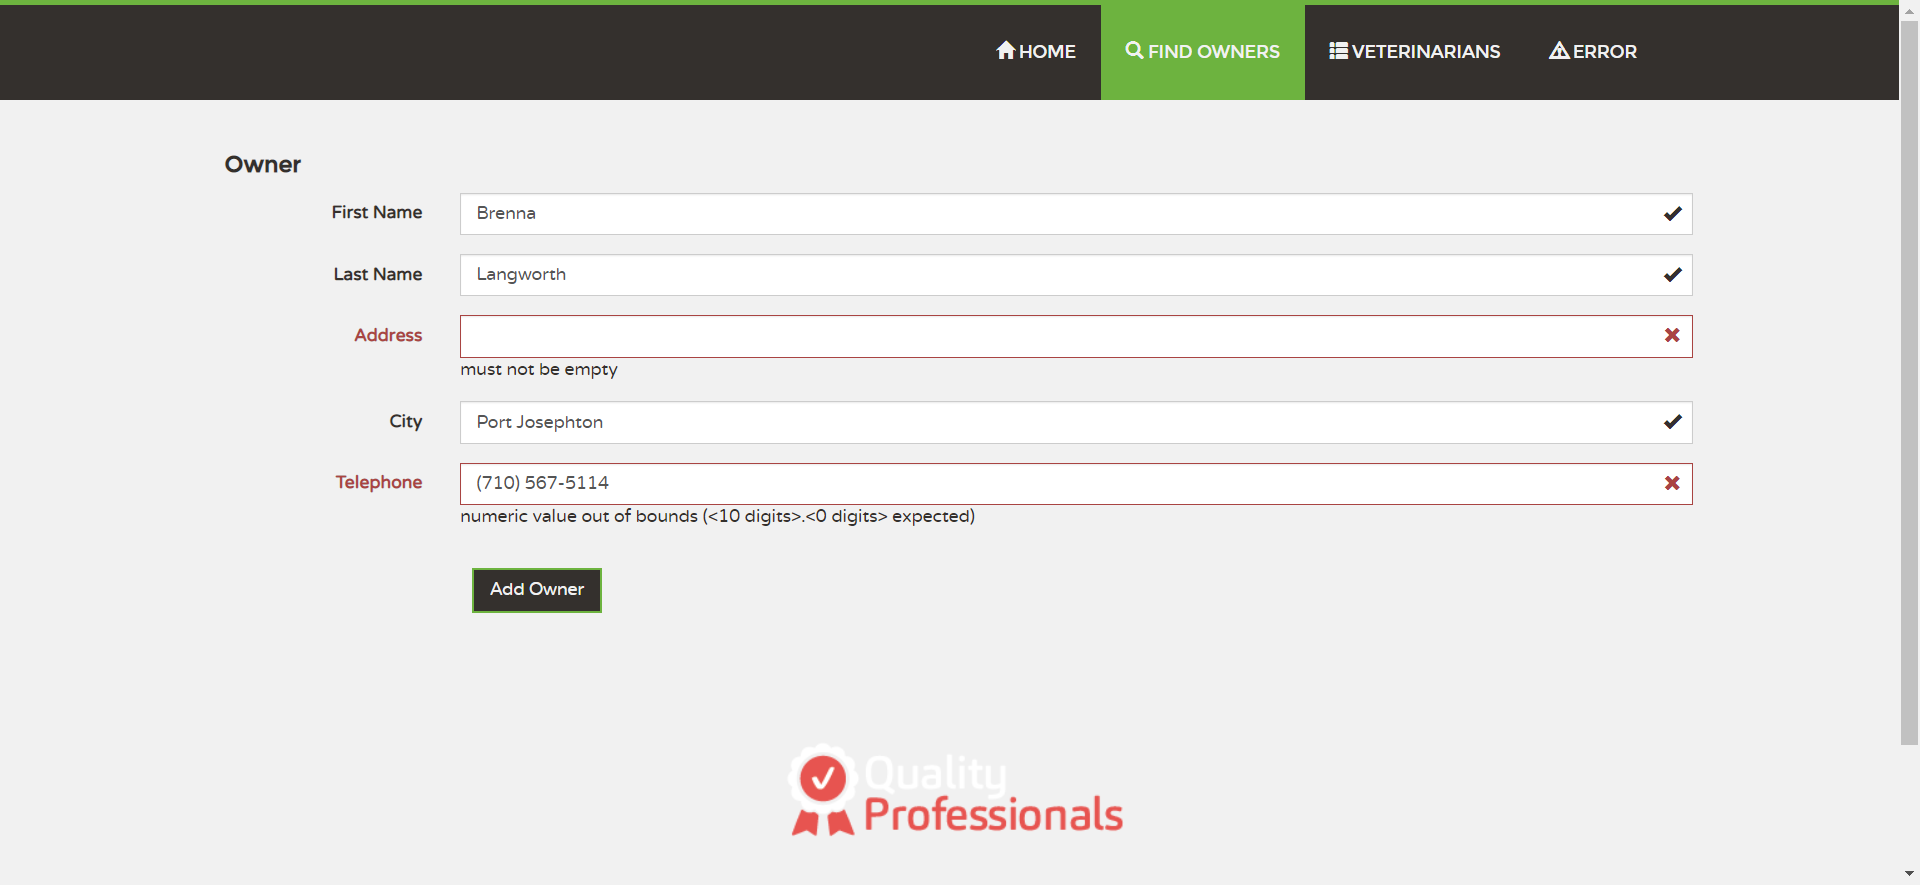 HOME
FIND OWNERS
VETERINARIANS
ERROR
Owner
First Name
Brenna
Last Name
Langworth
Address
must not be empty
City
Port Josephton
Telephone
(710) 567-5114
numeric value out of bounds (<10 digits>.<0 digits> expected)
Add Owner
Quality
Professionals